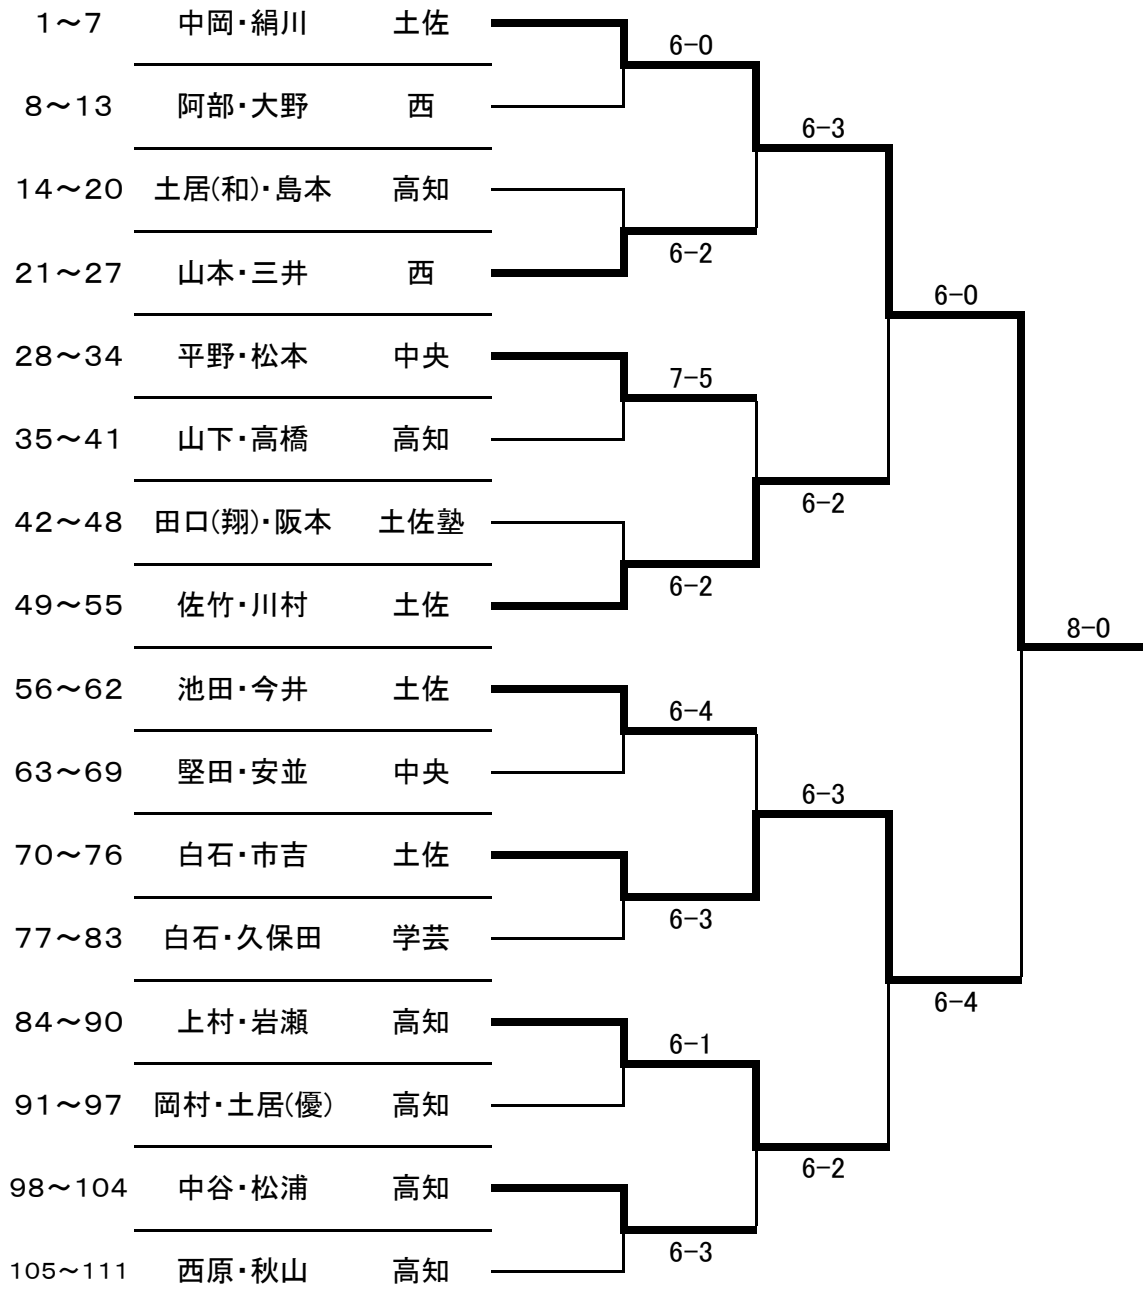 1～7 中岡・絹川 土佐
6-0
8～13 阿部・大野 西
6-3
14～20 土居(和)・島本 高知
6-2
21～27 山本・三井 西
6-0
28～34 平野・松本 中央
7-5
35～41 山下・高橋 高知
6-2
42～48 田口(翔)・阪本 土佐塾
6-2
49～55 佐竹・川村 土佐
8-0
56～62 池田・今井 土佐
6-4
63～69 堅田・安並 中央
6-3
70～76 白石・市吉 土佐
6-3
77～83 白石・久保田 学芸
6-4
84～90 上村・岩瀬 高知
6-1
91～97 岡村・土居(優) 高知
6-2
98～104 中谷・松浦 高知
6-3
105～111 西原・秋山 高知